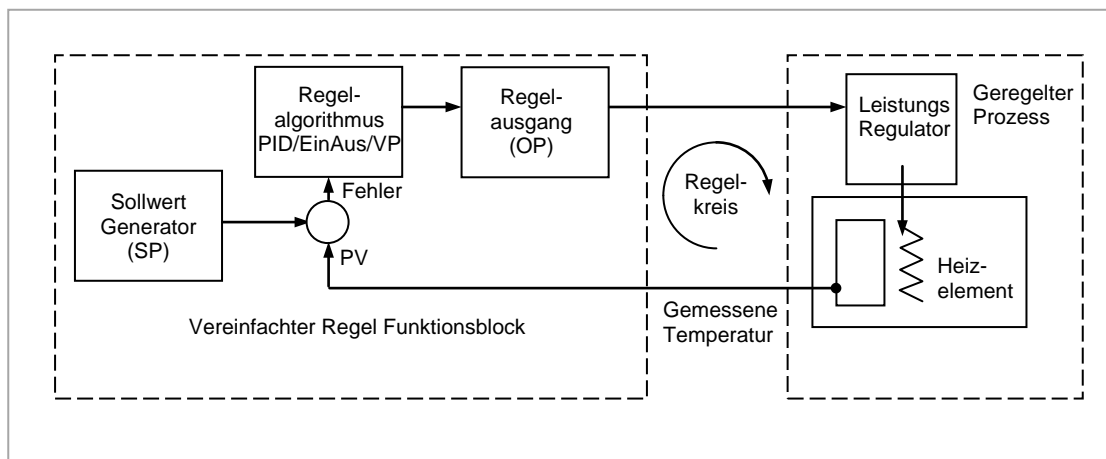 Regel-
algorithmus
PID/EinAus/VP
Regel-
ausgang
(OP)
Leistungs
Regulator
Geregelter
Prozess
Sollwert
Generator
(SP)
Fehler
PV
Regel-
kreis
Heiz-
element
Gemessene
Temperatur
Vereinfachter Regel Funktionsblock